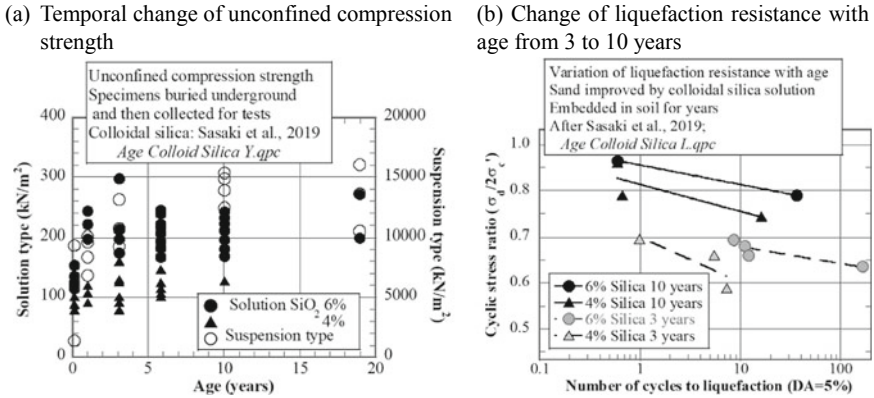 (a) Temporal change of unconfined compression
strength
Unconfined compression strength
Specimens buried underground
and then collected for tests
Colloidal silica: Sasaki et al., 2019
Age Colloid Silica Y.qpc
400
300
200
100
0
Solution type (kN/m²)
20000
15000
10000
5000
0
Suspension type (kN/m²)
Solution SiO₂ 6%
4%
Suspension type
0 5 10 15 20
Age (years)
(b) Change of liquefaction resistance with
age from 3 to 10 years
Variation of liquefaction resistance with age
Sand improved by colloidal silica solution
Embedded in soil for years
After Sasaki et al., 2019;
Age Colloid Silica L.qpc
1.0
0.8
0.7
0.6
0.5
Cyclic stress ratio (σd/2σc')
6% Silica 10 years
4% Silica 10 years
6% Silica 3 years
4% Silica 3 years
0.1 1 10 100
Number of cycles to liquefaction (DA=5%)